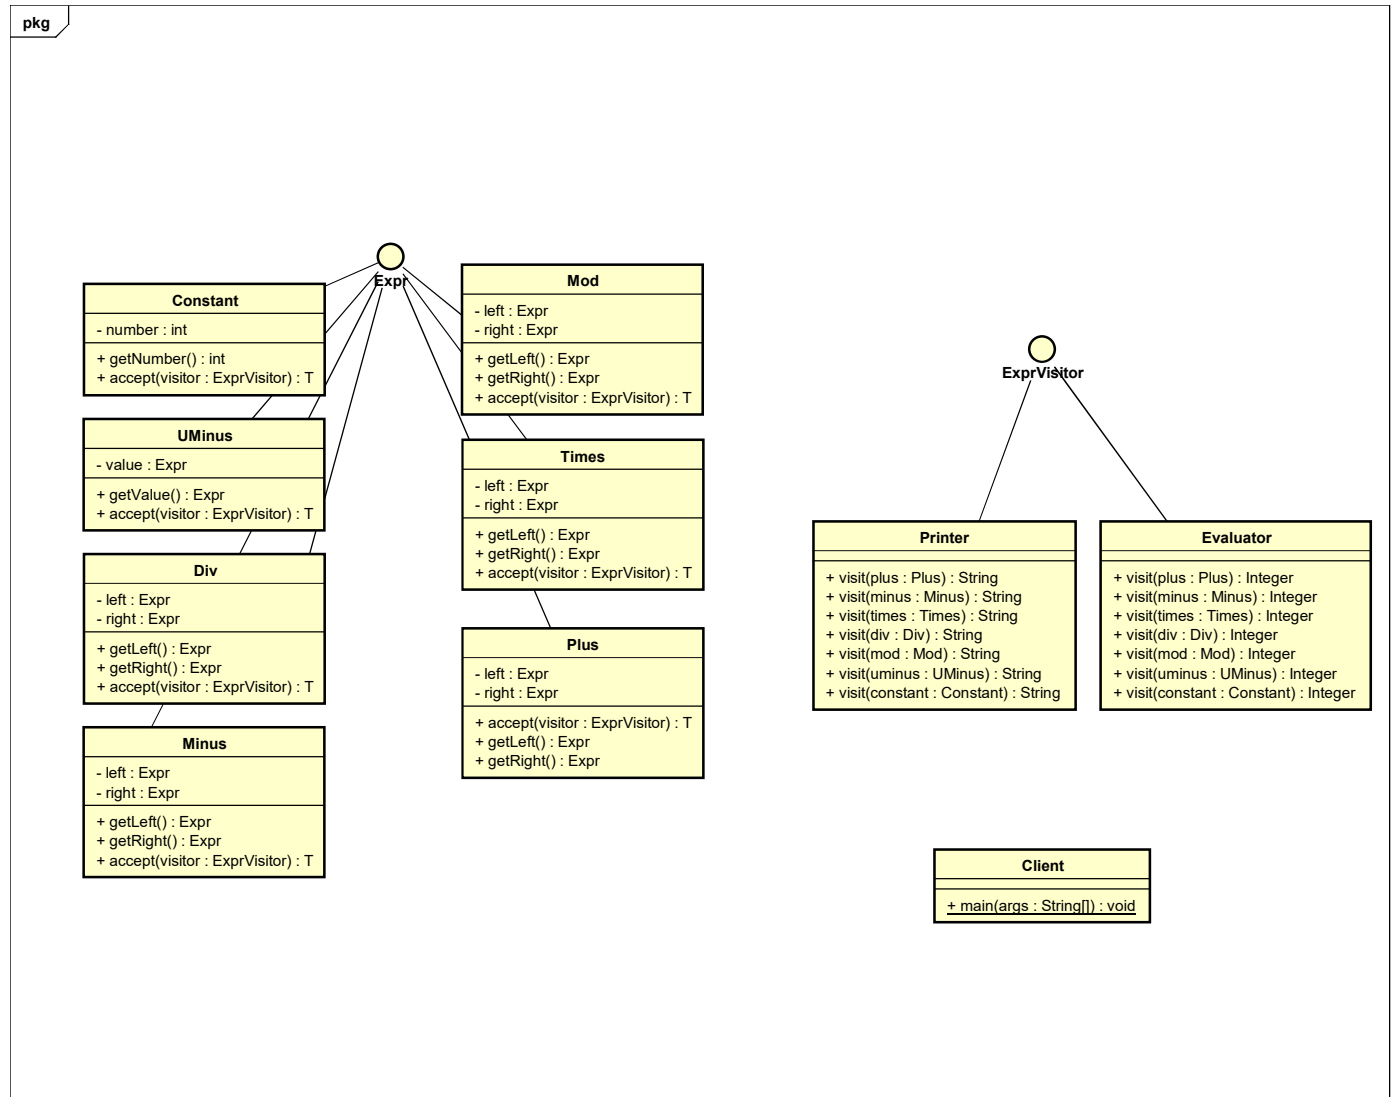 pkg
Expr
Constant
- number : int
+ getNumber() : int
+ accept(visitor : ExprVisitor) : T
UMinus
- value : Expr
+ getValue() : Expr
+ accept(visitor : ExprVisitor) : T
Div
- left : Expr
- right : Expr
+ getLeft() : Expr
+ getRight() : Expr
+ accept(visitor : ExprVisitor) : T
Minus
- left : Expr
- right : Expr
+ getLeft() : Expr
+ getRight() : Expr
+ accept(visitor : ExprVisitor) : T
Mod
- left : Expr
- right : Expr
+ getLeft() : Expr
+ getRight() : Expr
+ accept(visitor : ExprVisitor) : T
Times
- left : Expr
- right : Expr
+ getLeft() : Expr
+ getRight() : Expr
+ accept(visitor : ExprVisitor) : T
Plus
- left : Expr
- right : Expr
+ accept(visitor : ExprVisitor) : T
+ getLeft() : Expr
+ getRight() : Expr
ExprVisitor
Printer
+ visit(plus : Plus) : String
+ visit(minus : Minus) : String
+ visit(times : Times) : String
+ visit(div : Div) : String
+ visit(mod : Mod) : String
+ visit(uminus : UMinus) : String
+ visit(constant : Constant) : String
Evaluator
+ visit(plus : Plus) : Integer
+ visit(minus : Minus) : Integer
+ visit(times : Times) : Integer
+ visit(div : Div) : Integer
+ visit(mod : Mod) : Integer
+ visit(uminus : UMinus) : Integer
+ visit(constant : Constant) : Integer
Client
+ main(args : String[]) : void